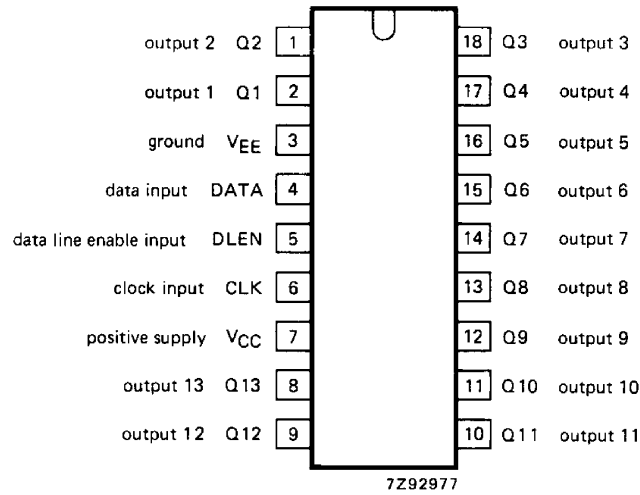 output 2 Q2 1 18 Q3 output 3
output 1 Q1 2 17 Q4 output 4
ground VEE 3 16 Q5 output 5
data input DATA 4 15 Q6 output 6
data line enable input DLEN 5 14 Q7 output 7
clock input CLK 6 13 Q8 output 8
positive supply VCC 7 12 Q9 output 9
output 13 Q13 8 11 Q10 output 10
output 12 Q12 9 10 Q11 output 11
7Z92977